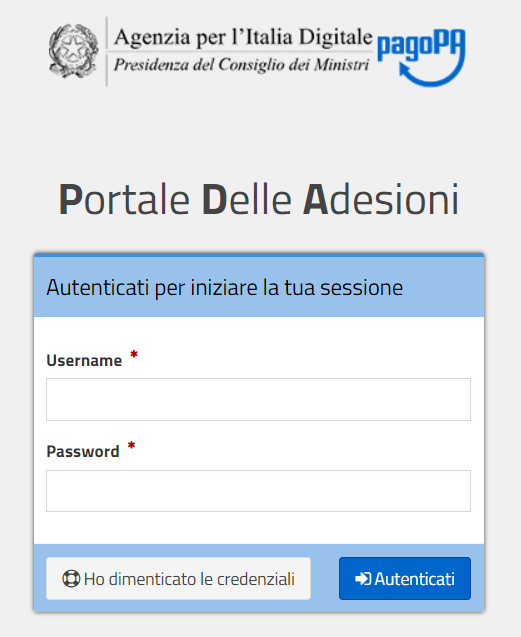 Agenzia per l'Italia Digitale
Presidenza del Consiglio dei Ministri
pagoPA
Portale Delle Adesioni
Autenticati per iniziare la tua sessione
Username *
Password *
Ho dimenticato le credenziali
Autenticati